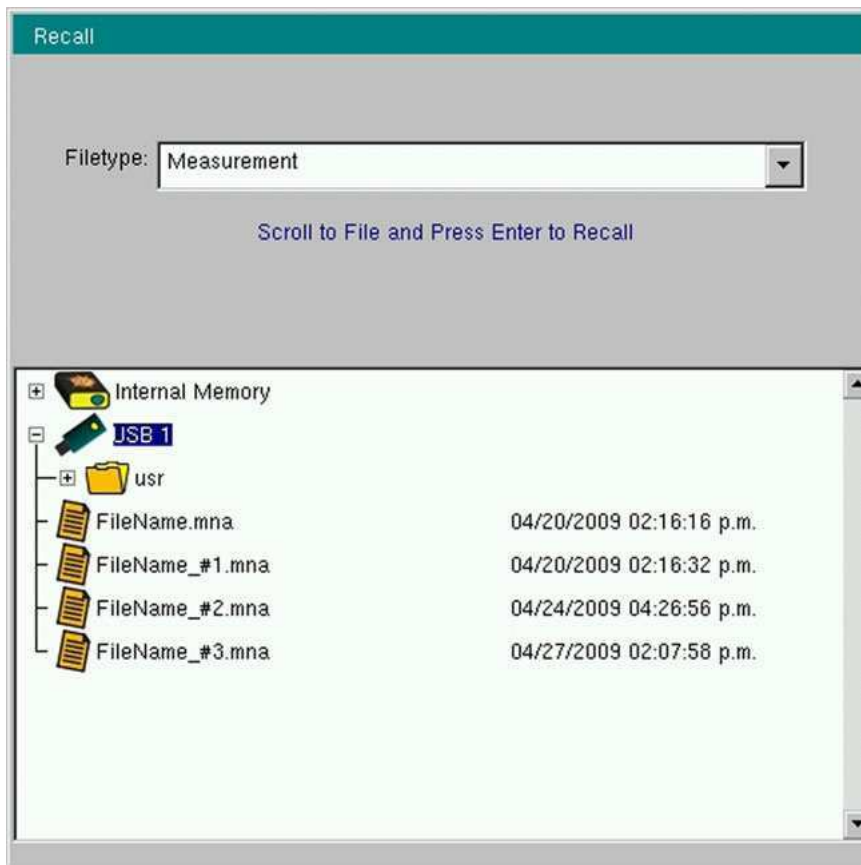 Recall
Filetype: Measurement
Scroll to File and Press Enter to Recall
Internal Memory
USB 1
usr
FileName.mna 04/20/2009 02:16:16 p.m.
FileName_#1.mna 04/20/2009 02:16:32 p.m.
FileName_#2.mna 04/24/2009 04:26:56 p.m.
FileName_#3.mna 04/27/2009 02:07:58 p.m.